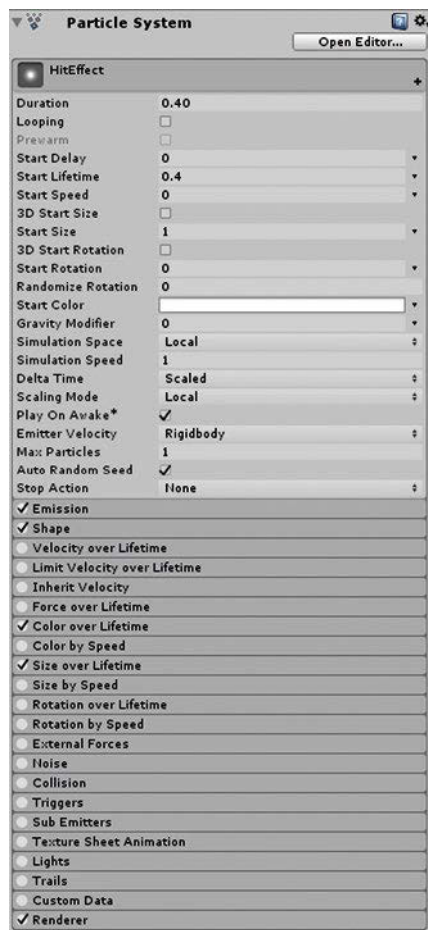 Particle System
Open Editor...
HitEffect
Duration 0.40
Looping
Prewarm
Start Delay 0
Start Lifetime 0.4
Start Speed 0
3D Start Size
Start Size 1
3D Start Rotation
Start Rotation 0
Randomize Rotation 0
Start Color
Gravity Modifier 0
Simulation Space Local
Simulation Speed 1
Delta Time Scaled
Scaling Mode Local
Play On Awake*
Emitter Velocity Rigidbody
Max Particles 1
Auto Random Seed
Stop Action None
Emission
Shape
Velocity over Lifetime
Limit Velocity over Lifetime
Inherit Velocity
Force over Lifetime
Color over Lifetime
Color by Speed
Size over Lifetime
Size by Speed
Rotation over Lifetime
Rotation by Speed
External Forces
Noise
Collision
Triggers
Sub Emitters
Texture Sheet Animation
Lights
Trails
Custom Data
Renderer